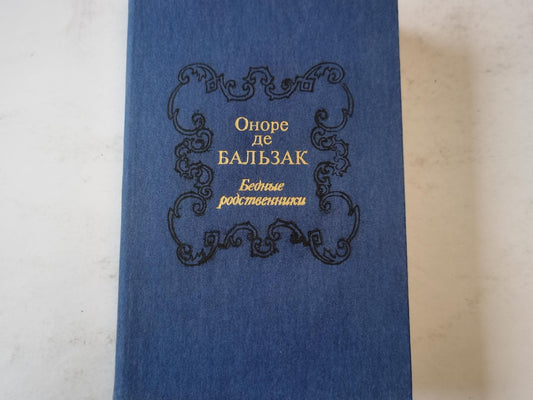 Оноре
де
БАЛЬЗАК
Бедные
родственники